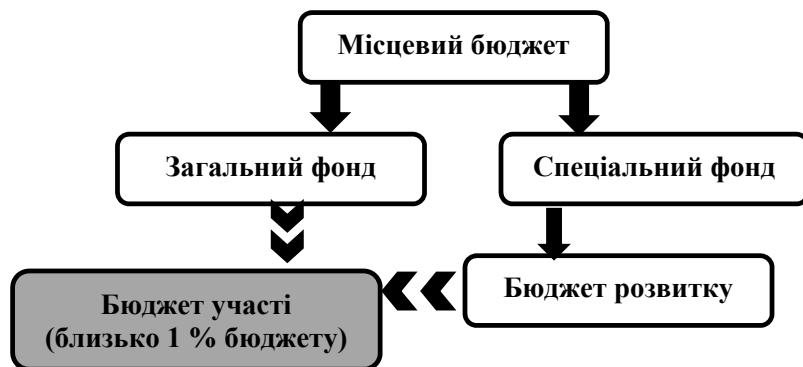 Місцевий бюджет
Загальний фонд
Спеціальний фонд
Бюджет розвитку
Бюджет участі
(близько 1 % бюджету)